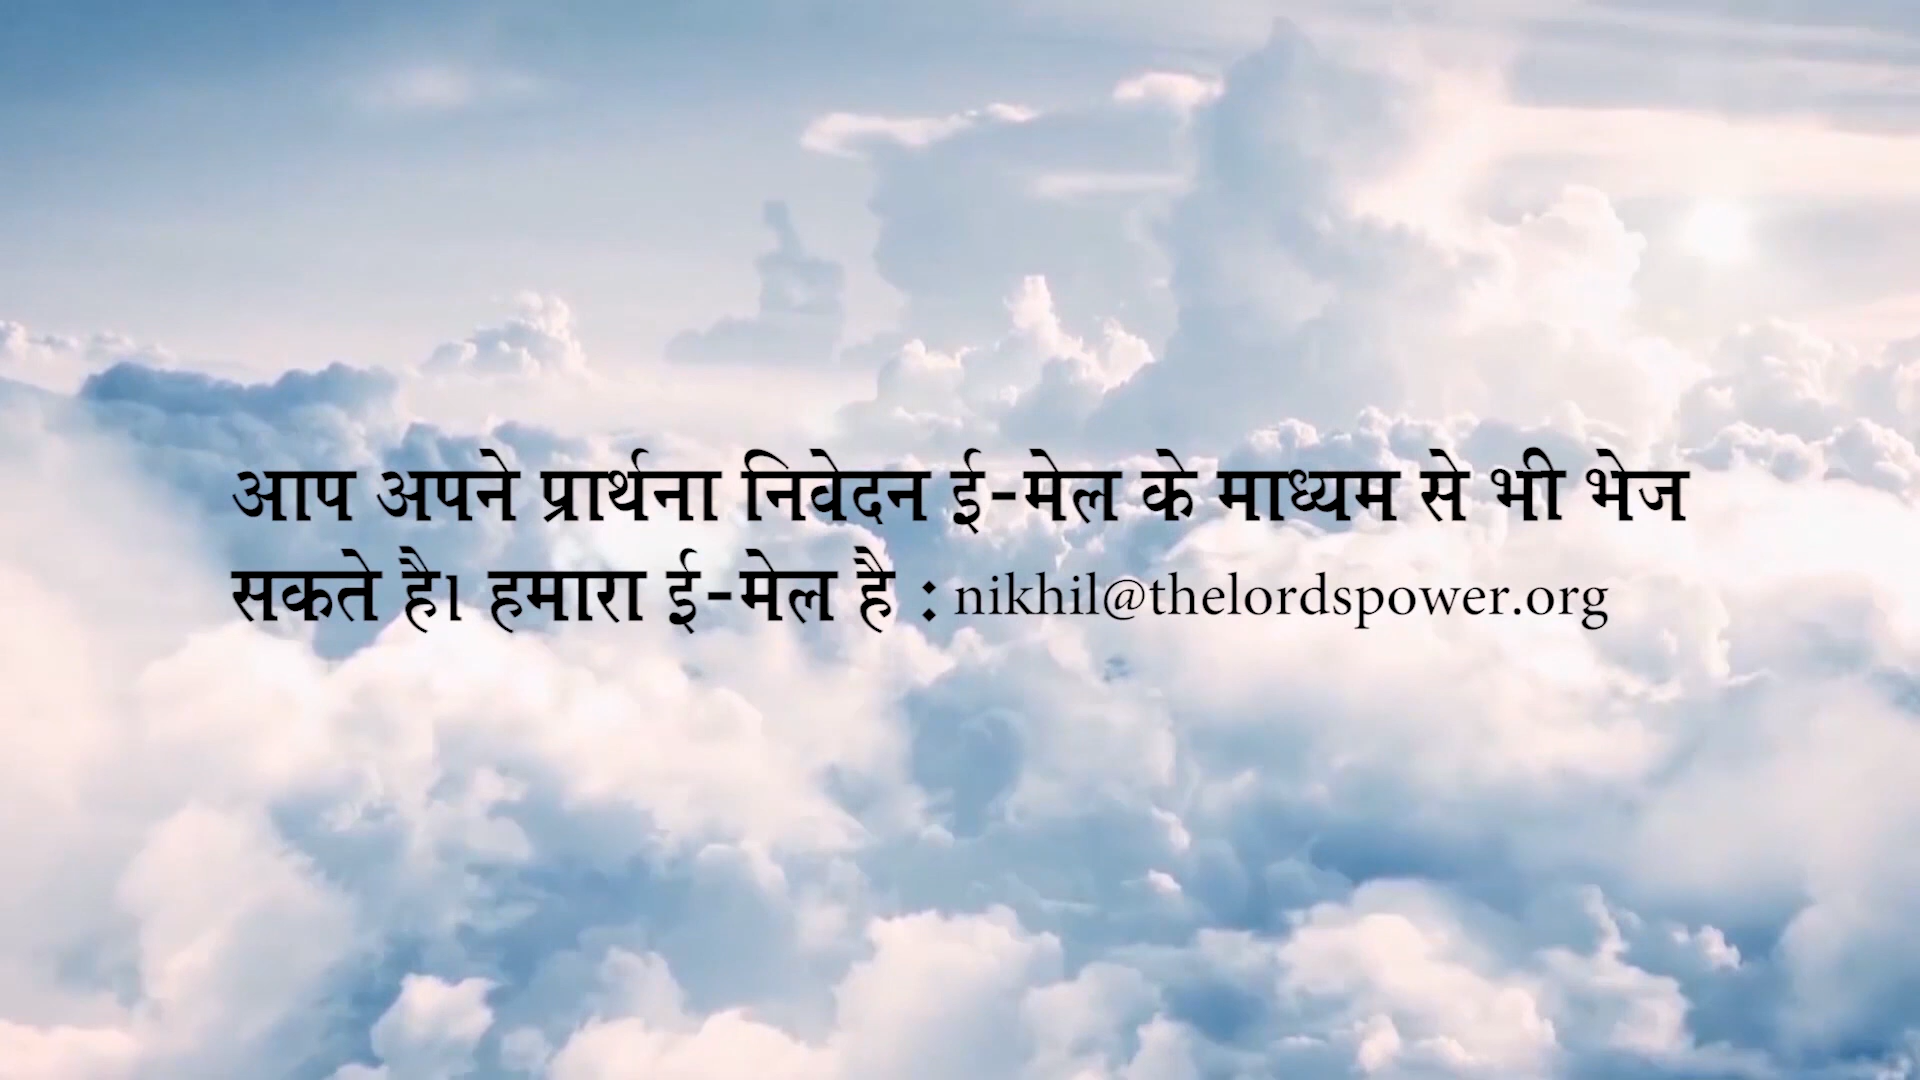 आप अपने प्रार्थना निवेदन ई-मेल के माध्यम से भी भेज
सकते है। हमारा ई-मेल है : nikhil@thelordspower.org